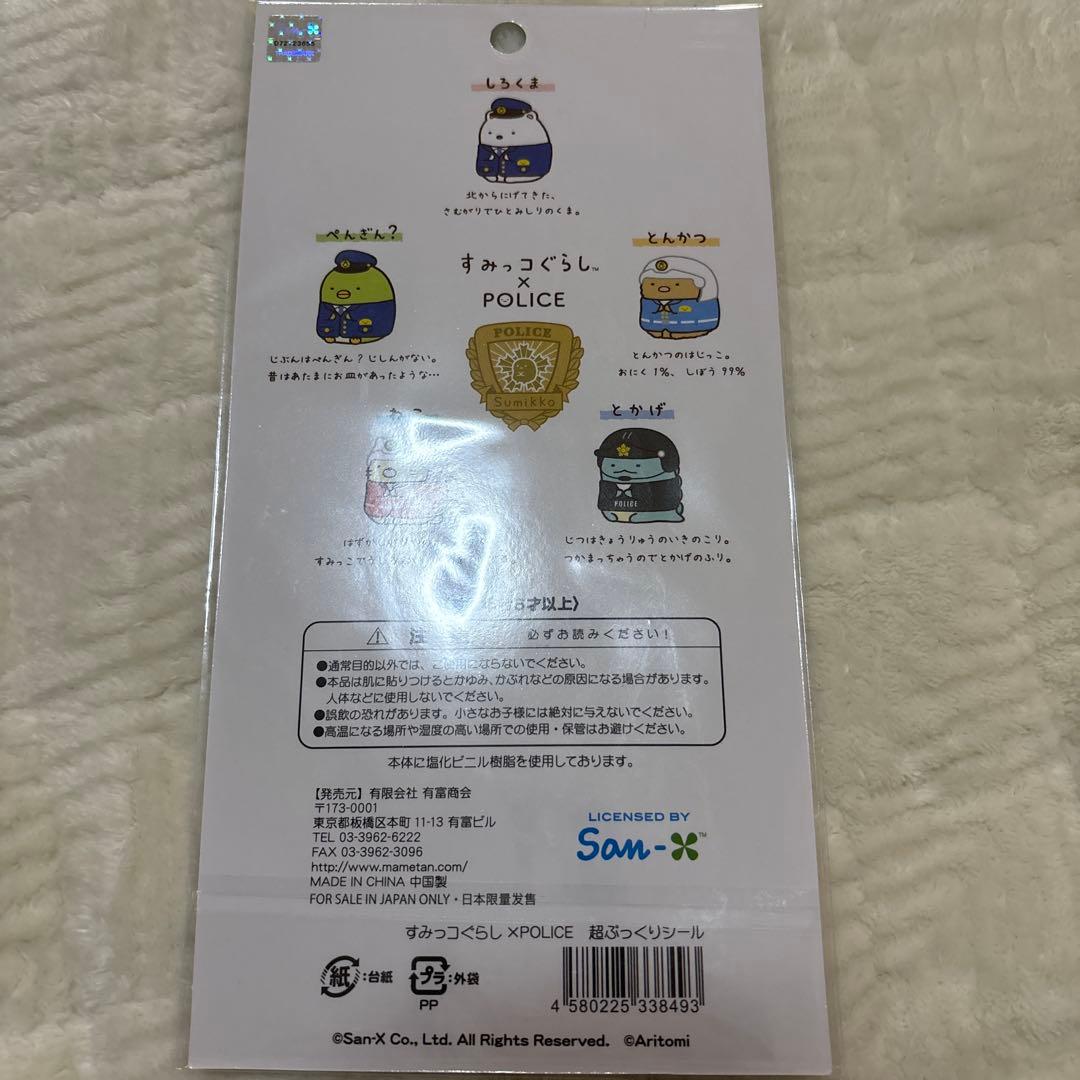 D72-23655
しろくま
北からにげてきた、
さむがりでひとみしりのくま。
ぺんぎん?
すみっコぐらし™
×
POLICE
とんかつ
POLICE
Sumikko
じぶんはぺんぎん?じしんがない。
昔はあたまにお皿があったような…
とんかつのはじっこ。
おにく1%、しぼう99%
とかげ
POLICE
はずか
すみっこでう
じつはきょうりゅうのいきのこり。
つかまっちゃうのでとかげのふり。
才以上〉
⚠ 注 必ずお読みください!
●通常目的以外では、ご使用にならないでください。
●本品は肌に貼りつけるとかゆみ、かぶれなどの原因になる場合があります。
人体などに使用しないでください。
●誤飲の恐れがあります。小さなお子様には絶対に与えないでください。
●高温になる場所や湿度の高い場所での使用・保管はお避けください。
本体に塩化ビニル樹脂を使用しております。
【発売元】有限会社 有富商会
〒173-0001
東京都板橋区本町 11-13 有富ビル
TEL 03-3962-6222
FAX 03-3962-3096
http://www.mametan.com/
MADE IN CHINA 中国製
FOR SALE IN JAPAN ONLY・日本限量发售
LICENSED BY
San-X™
すみっコぐらし×POLICE 超ぷっくりシール
紙:台紙
プラ:外袋
PP
4 580225 338493
©San-X Co., Ltd. All Rights Reserved. ©Aritomi